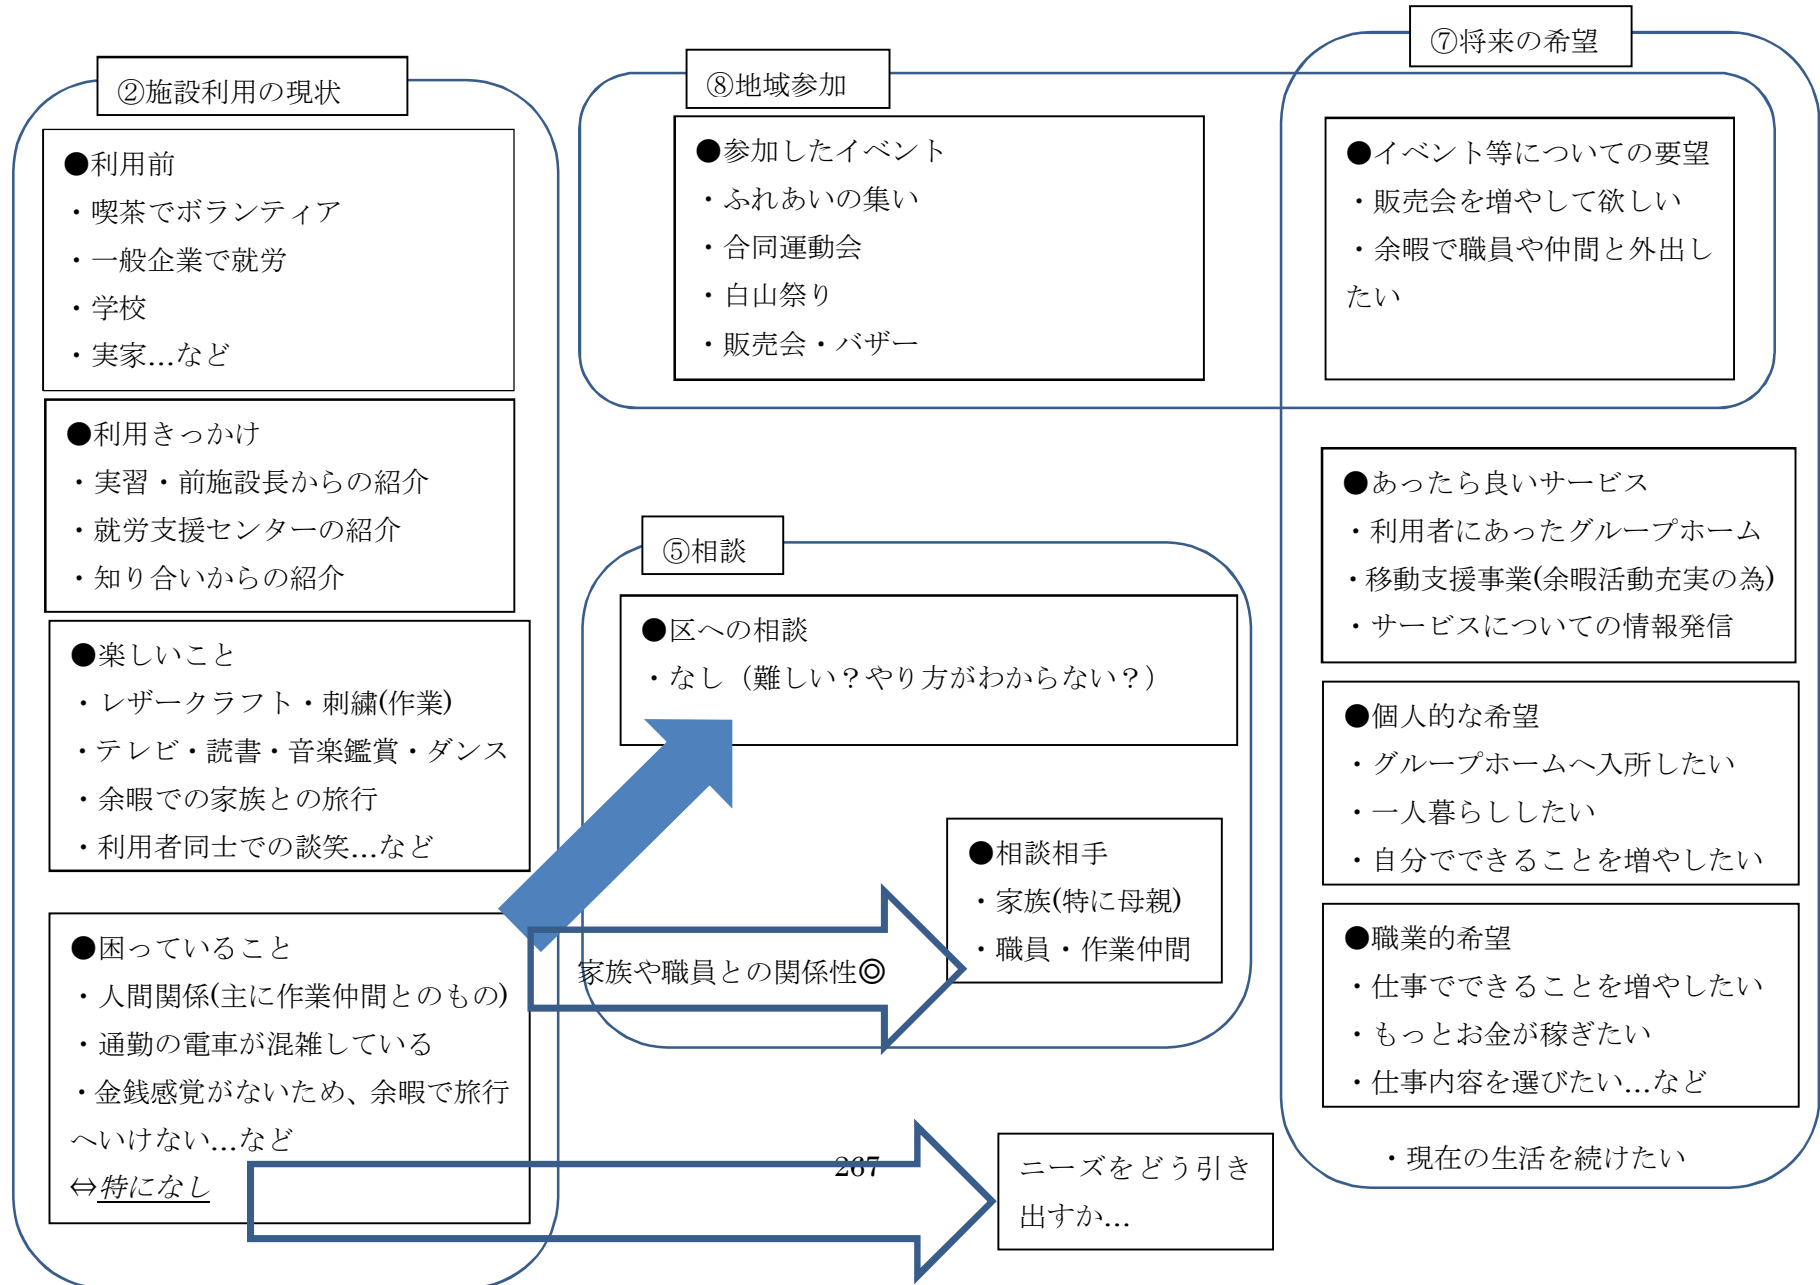 ②施設利用の現状
●利用前
・喫茶でボランティア
・一般企業で就労
・学校
・実家…など
●利用きっかけ
・実習・前施設長からの紹介
・就労支援センターの紹介
・知り合いからの紹介
●楽しいこと
・レザークラフト・刺繍(作業)
・テレビ・読書・音楽鑑賞・ダンス
・余暇での家族との旅行
・利用者同士での談笑…など
●困っていること
・人間関係(主に作業仲間とのもの)
・通勤の電車が混雑している
・金銭感覚がないため、余暇で旅行
へいけない…など
⇔特になし
⑧地域参加
●参加したイベント
・ふれあいの集い
・合同運動会
・白山祭り
・販売会・バザー
⑤相談
●区への相談
・なし（難しい？やり方がわからない？）
●相談相手
・家族(特に母親)
・職員・作業仲間
家族や職員との関係性◎
267
ニーズをどう引き
出すか…
⑦将来の希望
●イベント等についての要望
・販売会を増やして欲しい
・余暇で職員や仲間と外出し
たい
●あったら良いサービス
・利用者にあったグループホーム
・移動支援事業(余暇活動充実の為)
・サービスについての情報発信
●個人的な希望
・グループホームへ入所したい
・一人暮らししたい
・自分でできることを増やしたい
●職業的希望
・仕事でできることを増やしたい
・もっとお金が稼ぎたい
・仕事内容を選びたい…など
・現在の生活を続けたい